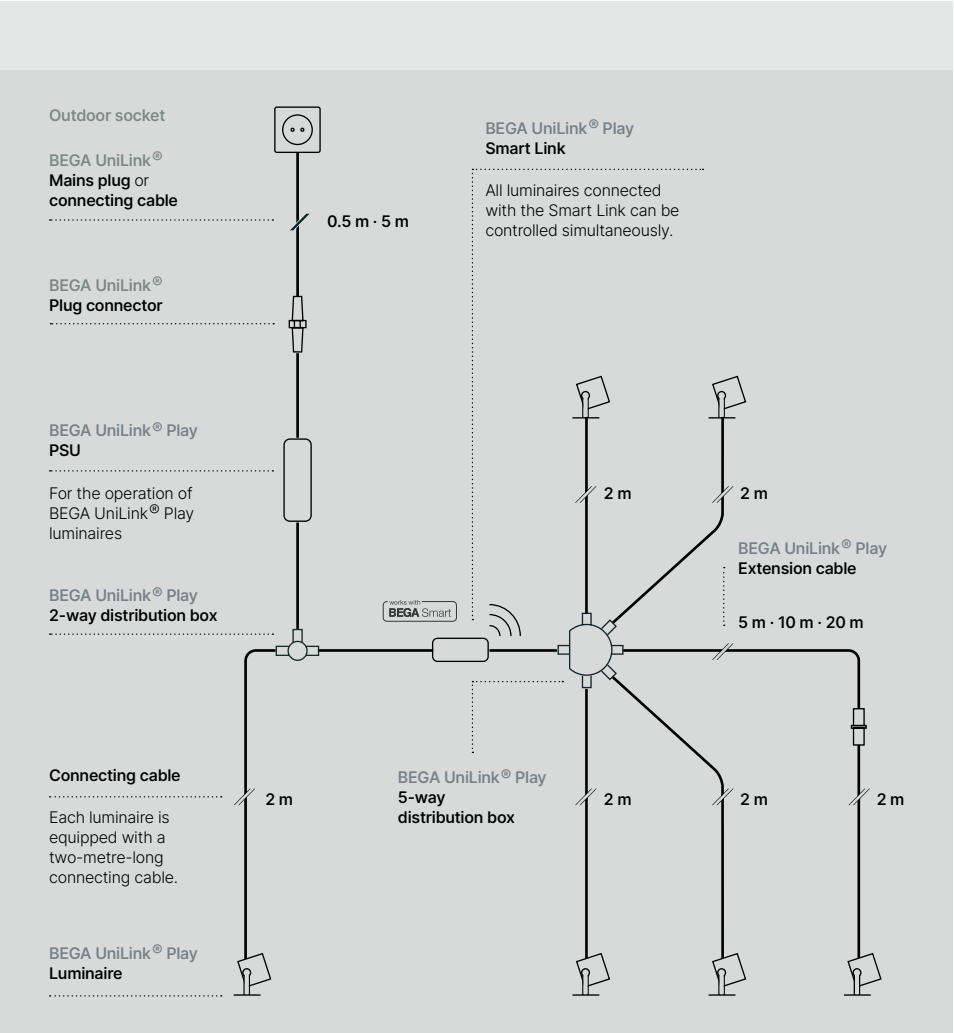 Outdoor socket
BEGA UniLink®
Mains plug or
connecting cable
0.5 m · 5 m
BEGA UniLink®
Plug connector
BEGA UniLink® Play
PSU
For the operation of
BEGA UniLink® Play
luminaires
BEGA UniLink® Play
2-way distribution box
Connecting cable
Each luminaire is
equipped with a
two-metre-long
connecting cable.
2 m
BEGA UniLink® Play
Luminaire
BEGA UniLink® Play
Smart Link
All luminaires connected
with the Smart Link can be
controlled simultaneously.
works with
BEGA Smart
2 m
2 m
BEGA UniLink® Play
Extension cable
5 m · 10 m · 20 m
BEGA UniLink® Play
5-way
distribution box
2 m
2 m
2 m